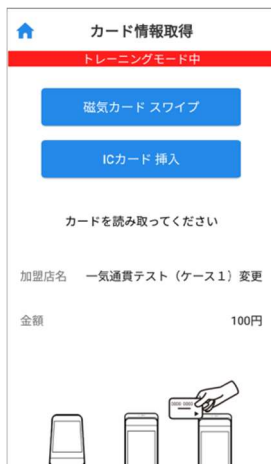 カード情報取得
トレーニングモード中
磁気カード スワイプ
ICカード 挿入
カードを読み取ってください
加盟店名 一気通貫テスト（ケース１）変更
金額 100円